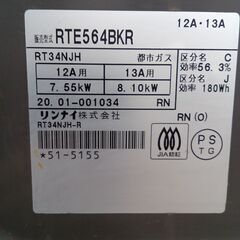 12A・13A
販売型式 RTE564BKR
RT34NJH 都市ガス 区分名 C
12A用 13A用 効率56.3%
7.55kW 8.10kW 区分名 J
効率 180Wh
20.01-001034 RN
リンナイ株式会社 RN (O)
RT34NJH-R
*51-5155
JIA認証
PS
TG